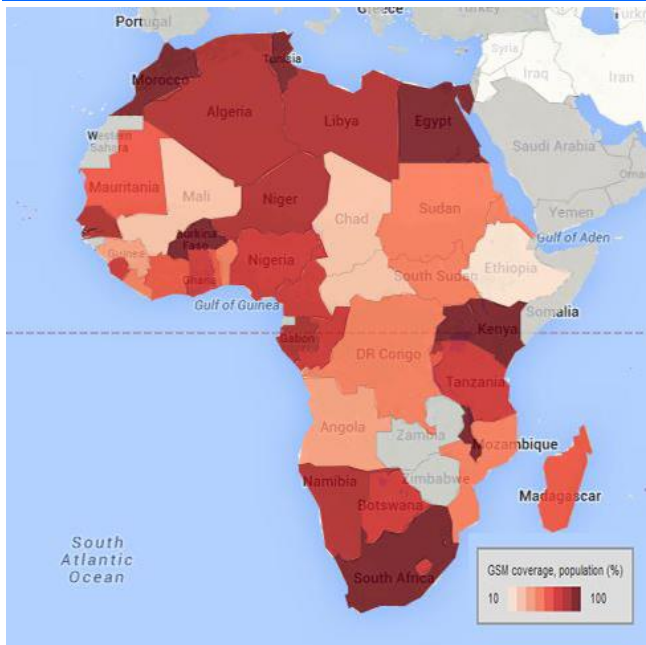 Portugal
Greece
Turkey
Syria
Iraq
Iran
Morocco
Tunisia
Algeria
Libya
Egypt
Western
Sahara
Saudi Arabia
Oman
Mauritania
Mali
Niger
Chad
Sudan
Yemen
Gulf of Aden
Burkina
Faso
Guinea
Nigeria
Ghana
South Sudan
Ethiopia
Somalia
Gulf of Guinea
Gabon
Kenya
DR Congo
Tanzania
Angola
Zambia
Mozambique
Zimbabwe
Namibia
Botswana
Madagascar
South
Atlantic
Ocean
South Africa
GSM coverage, population (%)
10 100